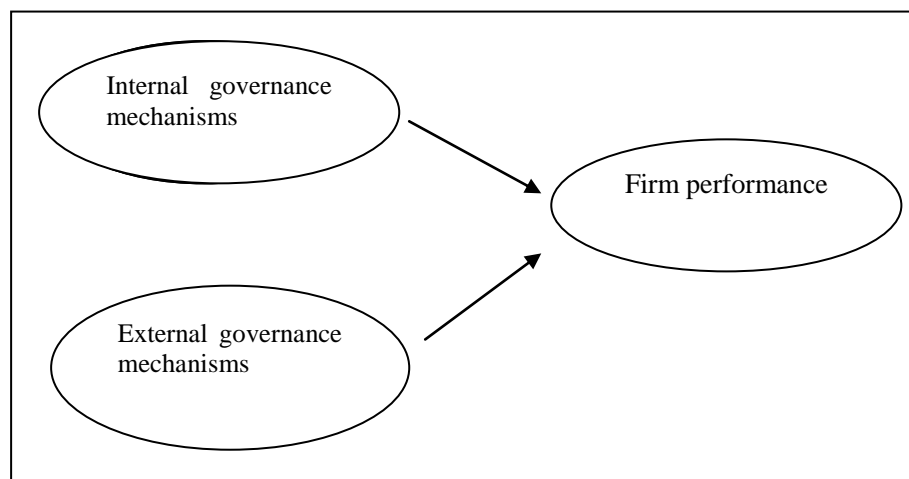 Internal governance
mechanisms
Firm performance
External governance
mechanisms